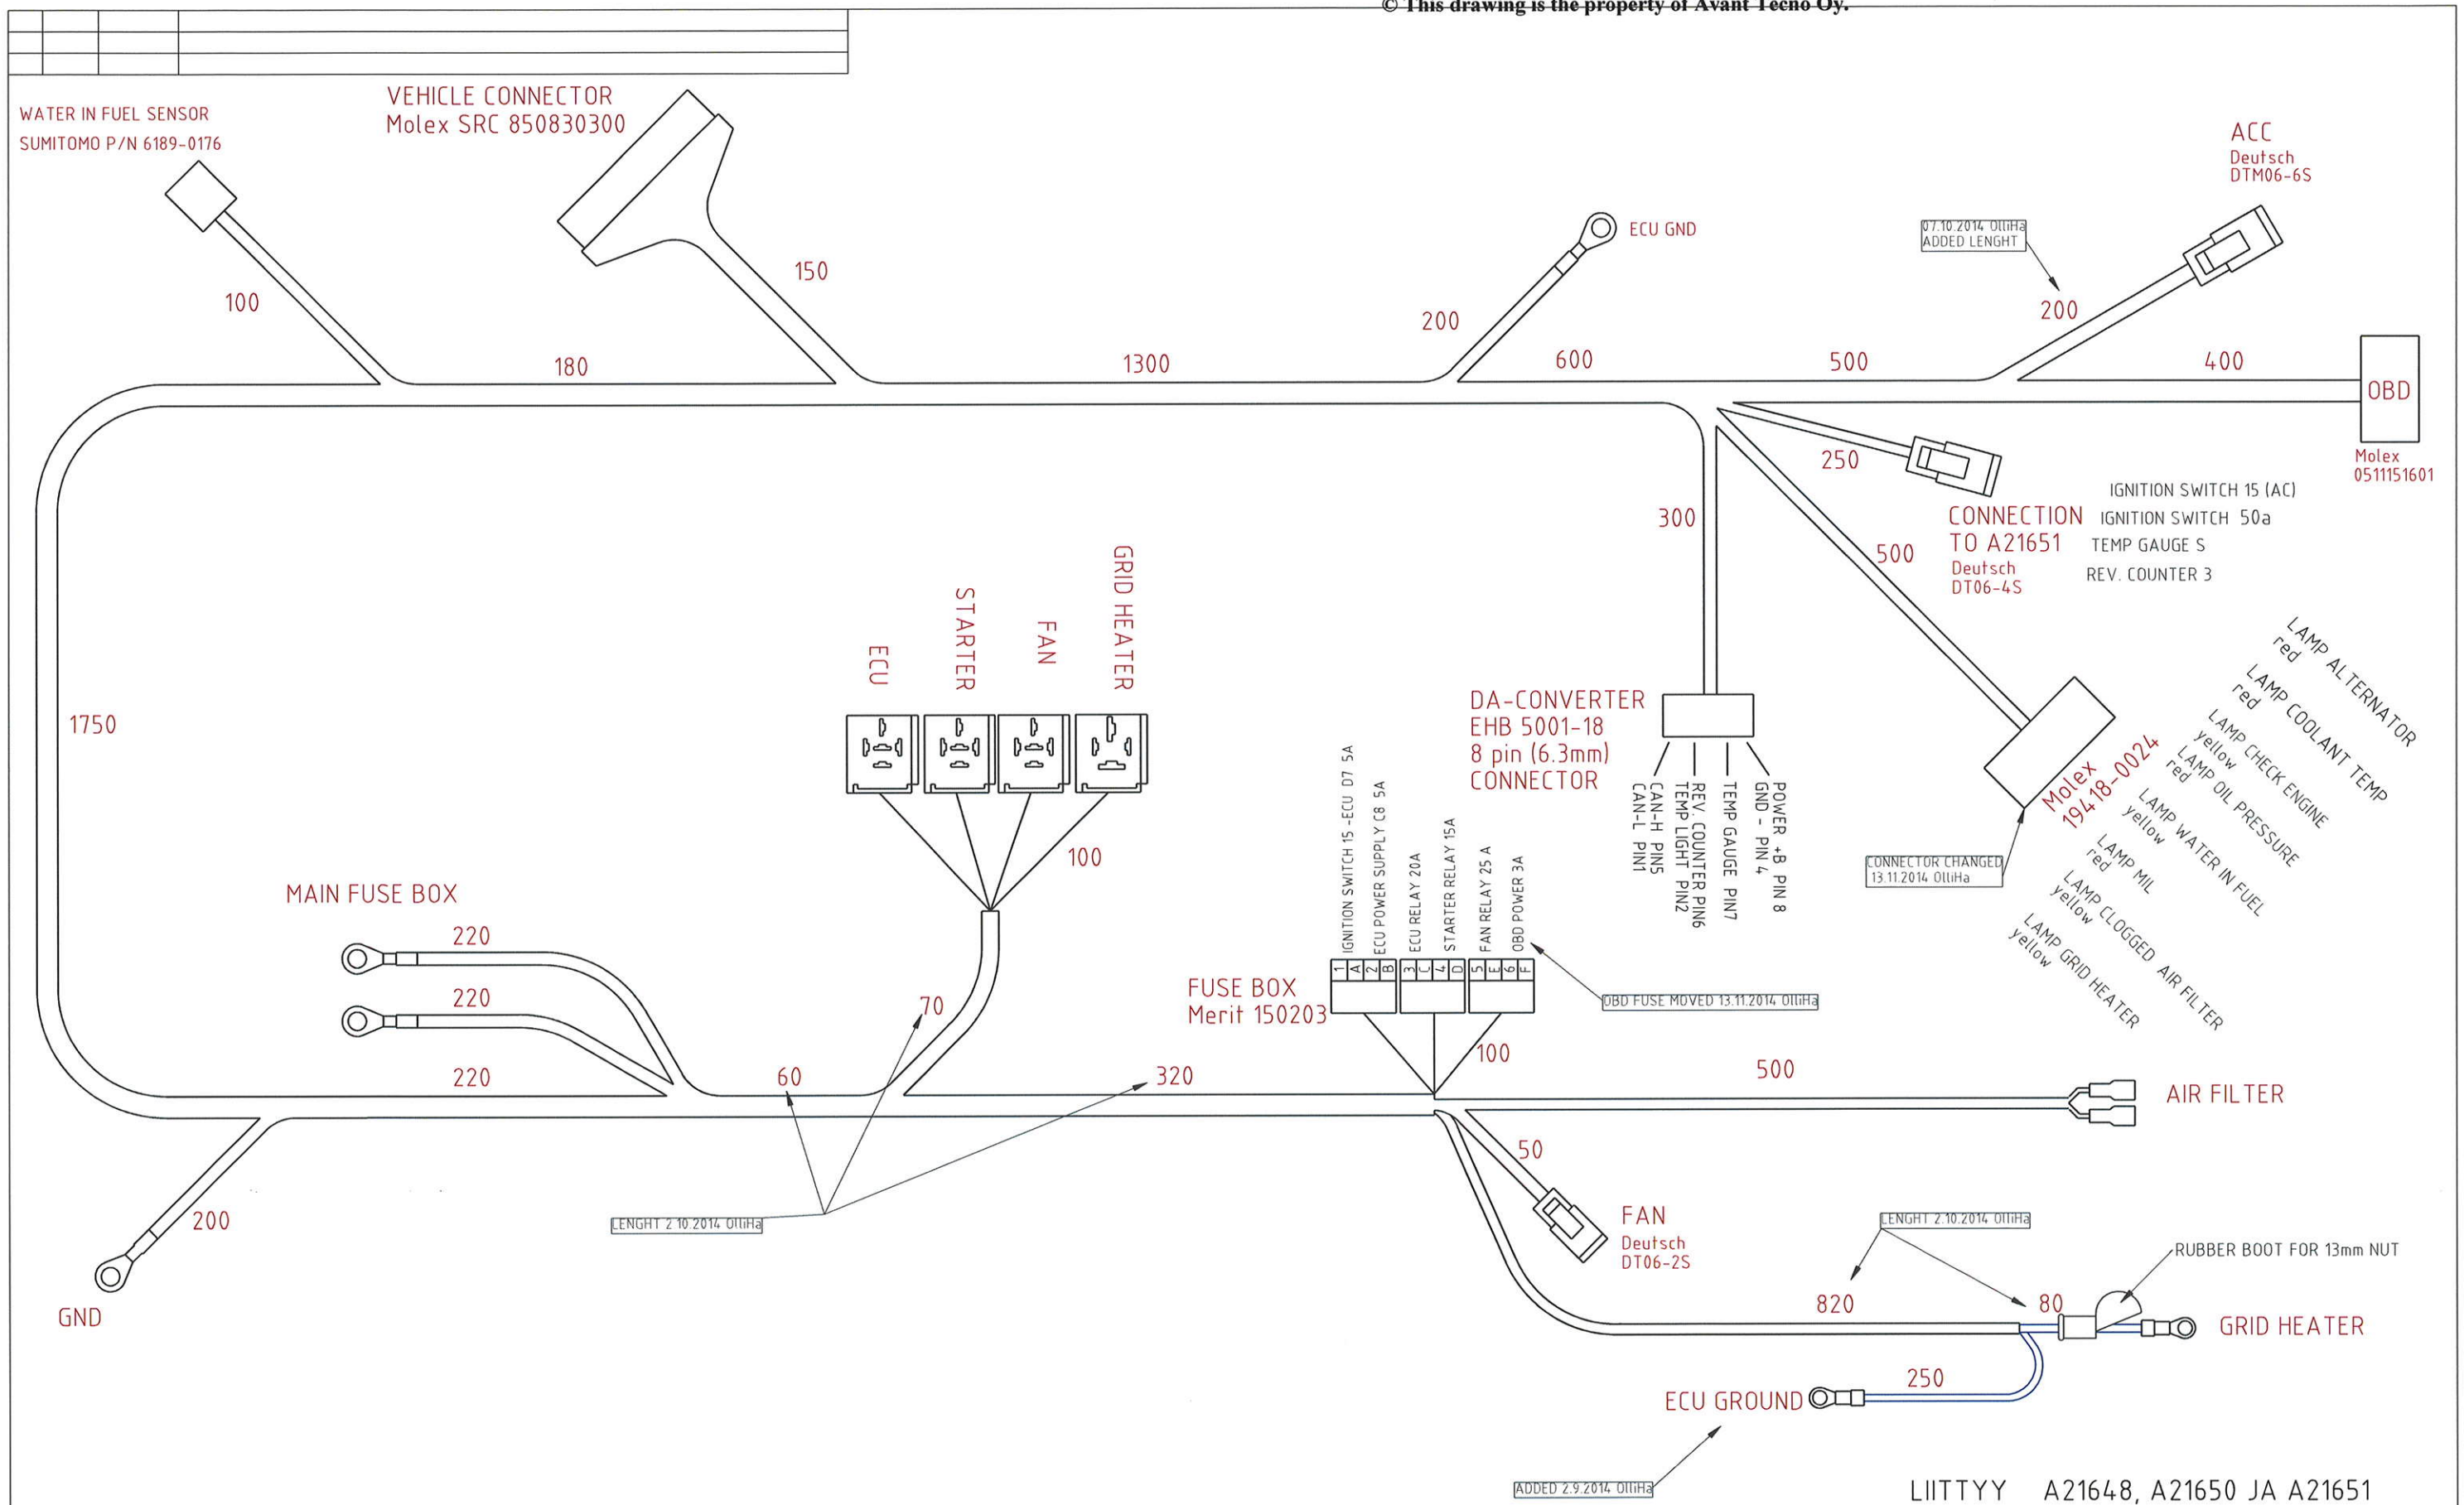 © This drawing is the property of Avant Tecno Oy.
WATER IN FUEL SENSOR
SUMITOMO P/N 6189-0176
VEHICLE CONNECTOR
Molex SRC 850830300
ACC
Deutsch
DTM06-6S
ECU GND
07.10.2014 OlliHa
ADDED LENGHT
100
150
200
200
180
1300
600
500
400
OBD
Molex
0511151601
250
300
500
CONNECTION
TO A21651
Deutsch
DT06-4S
IGNITION SWITCH 15 (AC)
IGNITION SWITCH 50a
TEMP GAUGE S
REV. COUNTER 3
1750
ECU
STARTER
FAN
GRID HEATER
100
DA-CONVERTER
EHB 5001-18
8 pin (6.3mm)
CONNECTOR
CAN-L PIN1
CAN-H PIN5
TEMP LIGHT PIN2
REV. COUNTER PIN6
TEMP GAUGE PIN7
GND - PIN 4
POWER +B PIN 8
Molex
19418-0024
LAMP ALTERNATOR
red
LAMP COOLANT TEMP
red
LAMP CHECK ENGINE
yellow
LAMP OIL PRESSURE
red
LAMP WATER IN FUEL
yellow
LAMP MIL
red
LAMP CLOGGED AIR FILTER
yellow
LAMP GRID HEATER
yellow
CONNECTOR CHANGED
13.11.2014 OlliHa
MAIN FUSE BOX
220
220
220
60
70
320
IGNITION SWITCH 15 -ECU D7 5A
ECU POWER SUPPLY C8 5A
ECU RELAY 20A
STARTER RELAY 15A
FAN RELAY 25 A
OBD POWER 3A
1 A 2 B 3 C 4 D 5 E 6 F
FUSE BOX
Merit 150203
OBD FUSE MOVED 13.11.2014 OlliHa
100
500
AIR FILTER
50
FAN
Deutsch
DT06-2S
200
GND
LENGHT 2.10.2014 OlliHa
LENGHT 2.10.2014 OlliHa
RUBBER BOOT FOR 13mm NUT
820
80
GRID HEATER
250
ECU GROUND
ADDED 2.9.2014 OlliHa
LIITTYY A21648, A21650 JA A21651